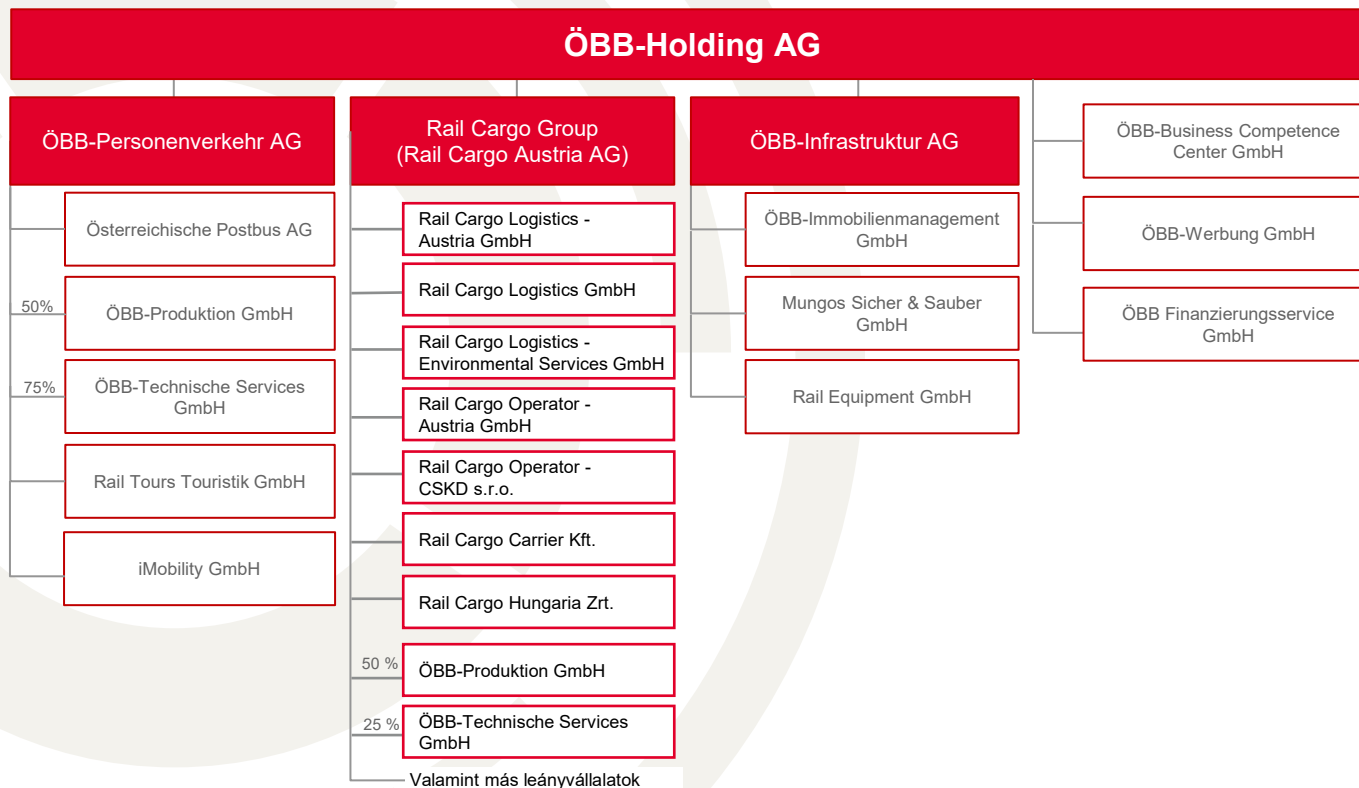 ÖBB-Holding AG
ÖBB-Personenverkehr AG
Österreichische Postbus AG
50%
ÖBB-Produktion GmbH
75%
ÖBB-Technische Services
GmbH
Rail Tours Touristik GmbH
iMobility GmbH
Rail Cargo Group
(Rail Cargo Austria AG)
Rail Cargo Logistics -
Austria GmbH
Rail Cargo Logistics GmbH
Rail Cargo Logistics -
Environmental Services GmbH
Rail Cargo Operator -
Austria GmbH
Rail Cargo Operator -
CSKD s.r.o.
Rail Cargo Carrier Kft.
Rail Cargo Hungaria Zrt.
50 %
ÖBB-Produktion GmbH
25 %
ÖBB-Technische Services
GmbH
Valamint más leányvállalatok
ÖBB-Infrastruktur AG
ÖBB-Immobilienmanagement
GmbH
Mungos Sicher & Sauber
GmbH
Rail Equipment GmbH
ÖBB-Business Competence
Center GmbH
ÖBB-Werbung GmbH
ÖBB Finanzierungsservice
GmbH